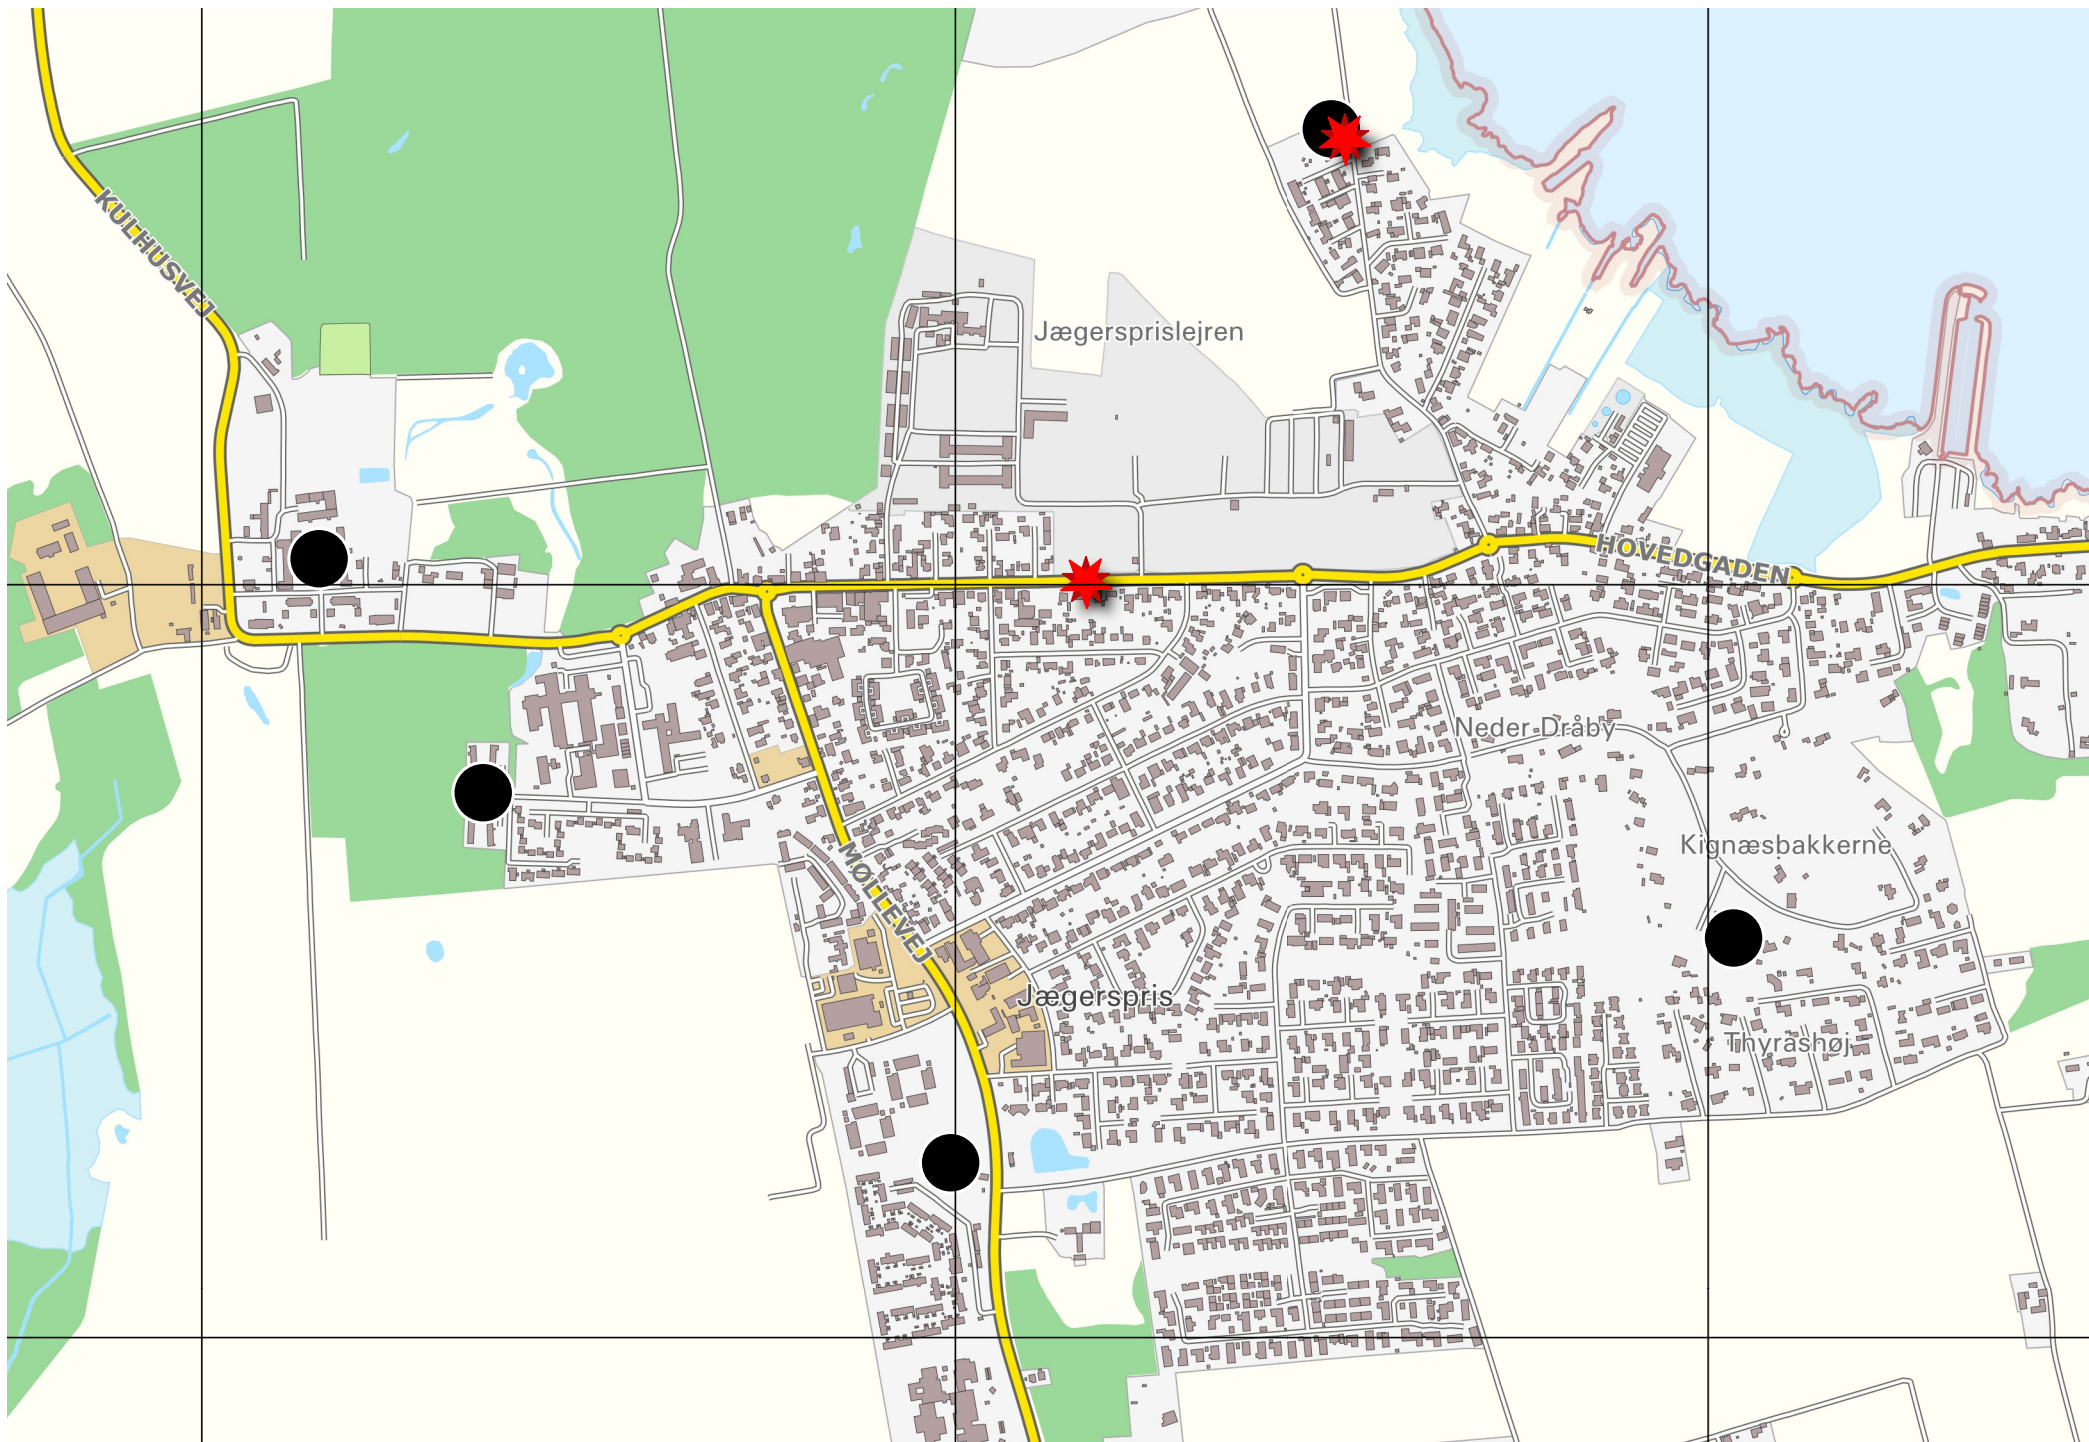 KULHUSVEJ
Jægersprislejren
HOVEDGADEN
Neder Dråby
Kignæsbakkerne
MØLLEVEJ
Jægerspris
Thyrashøj